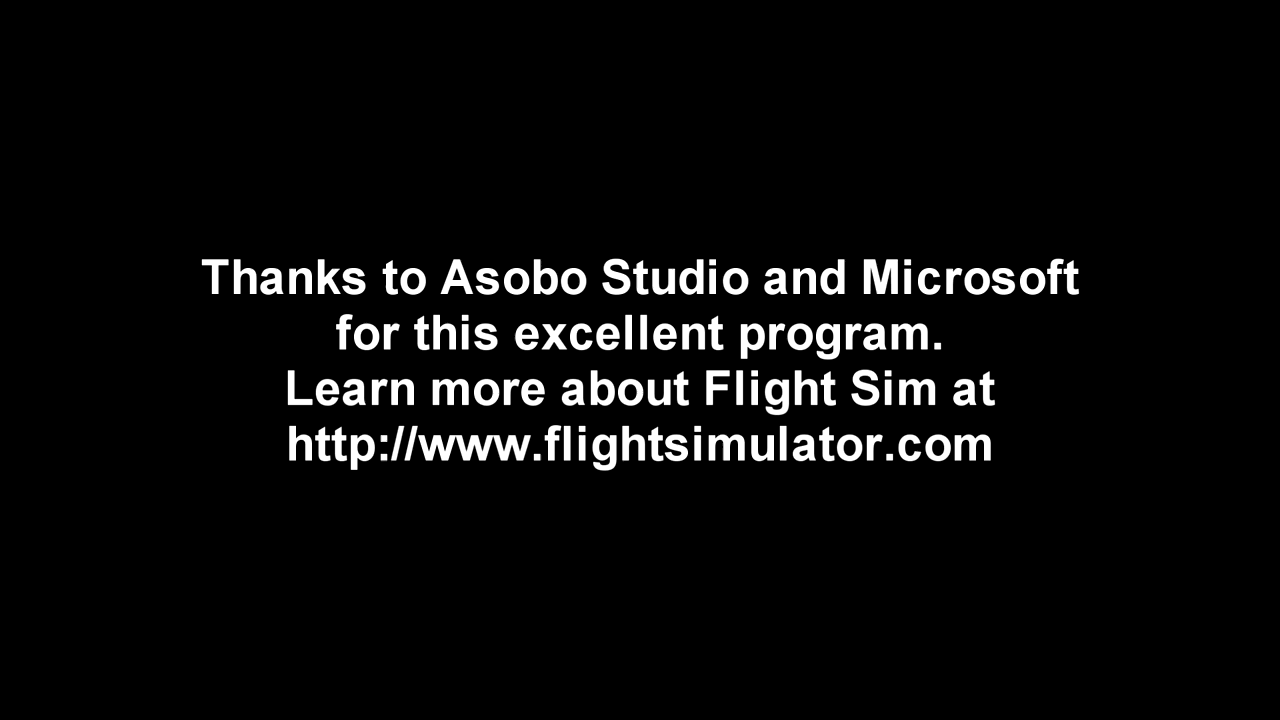 Thanks to Asobo Studio and Microsoft
for this excellent program.
Learn more about Flight Sim at
http://www.flightsimulator.com